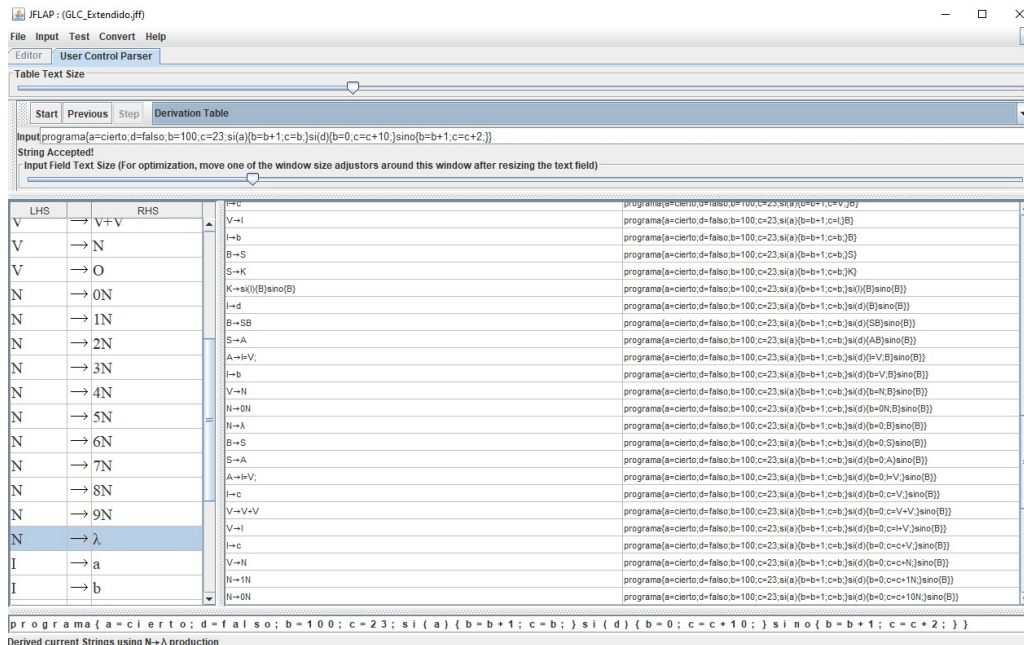 JFLAP : (GLC_Extendido.jff)
File Input Test Convert Help
Editor User Control Parser
Table Text Size
Start Previous Step Derivation Table
Input programa{a=cierto;d=falso;b=100;c=23;si(a){b=b+1;c=b;}si(d){b=0;c=c+10;}sino{b=b+1;c=c+2;}}
String Accepted!
Input Field Text Size (For optimization, move one of the window size adjustors around this window after resizing the text field)
LHS RHS
V → V+V
V → N
V → O
N → 0N
N → 1N
N → 2N
N → 3N
N → 4N
N → 5N
N → 6N
N → 7N
N → 8N
N → 9N
N → λ
I → a
I → b
I→c programa{a=cierto;d=falso;b=100;c=23;si(a){b=b+1;c=V;}B}
V→I programa{a=cierto;d=falso;b=100;c=23;si(a){b=b+1;c=I;}B}
I→b programa{a=cierto;d=falso;b=100;c=23;si(a){b=b+1;c=b;}B}
B→S programa{a=cierto;d=falso;b=100;c=23;si(a){b=b+1;c=b;}S}
S→K programa{a=cierto;d=falso;b=100;c=23;si(a){b=b+1;c=b;}K}
K→si(I){B}sino{B} programa{a=cierto;d=falso;b=100;c=23;si(a){b=b+1;c=b;}si(I){B}sino{B}}
I→d programa{a=cierto;d=falso;b=100;c=23;si(a){b=b+1;c=b;}si(d){B}sino{B}}
B→SB programa{a=cierto;d=falso;b=100;c=23;si(a){b=b+1;c=b;}si(d){SB}sino{B}}
S→A programa{a=cierto;d=falso;b=100;c=23;si(a){b=b+1;c=b;}si(d){AB}sino{B}}
A→I=V; programa{a=cierto;d=falso;b=100;c=23;si(a){b=b+1;c=b;}si(d){I=V;B}sino{B}}
I→b programa{a=cierto;d=falso;b=100;c=23;si(a){b=b+1;c=b;}si(d){b=V;B}sino{B}}
V→N programa{a=cierto;d=falso;b=100;c=23;si(a){b=b+1;c=b;}si(d){b=N;B}sino{B}}
N→0N programa{a=cierto;d=falso;b=100;c=23;si(a){b=b+1;c=b;}si(d){b=0N;B}sino{B}}
N→λ programa{a=cierto;d=falso;b=100;c=23;si(a){b=b+1;c=b;}si(d){b=0;B}sino{B}}
B→S programa{a=cierto;d=falso;b=100;c=23;si(a){b=b+1;c=b;}si(d){b=0;S}sino{B}}
S→A programa{a=cierto;d=falso;b=100;c=23;si(a){b=b+1;c=b;}si(d){b=0;A}sino{B}}
A→I=V; programa{a=cierto;d=falso;b=100;c=23;si(a){b=b+1;c=b;}si(d){b=0;I=V;}sino{B}}
I→c programa{a=cierto;d=falso;b=100;c=23;si(a){b=b+1;c=b;}si(d){b=0;c=V;}sino{B}}
V→V+V programa{a=cierto;d=falso;b=100;c=23;si(a){b=b+1;c=b;}si(d){b=0;c=V+V;}sino{B}}
V→I programa{a=cierto;d=falso;b=100;c=23;si(a){b=b+1;c=b;}si(d){b=0;c=I+V;}sino{B}}
I→c programa{a=cierto;d=falso;b=100;c=23;si(a){b=b+1;c=b;}si(d){b=0;c=c+V;}sino{B}}
V→N programa{a=cierto;d=falso;b=100;c=23;si(a){b=b+1;c=b;}si(d){b=0;c=c+N;}sino{B}}
N→1N programa{a=cierto;d=falso;b=100;c=23;si(a){b=b+1;c=b;}si(d){b=0;c=c+1N;}sino{B}}
N→0N programa{a=cierto;d=falso;b=100;c=23;si(a){b=b+1;c=b;}si(d){b=0;c=c+10N;}sino{B}}
p r o g r a m a { a = c i e r t o ; d = f a l s o ; b = 1 0 0 ; c = 2 3 ; s i ( a ) { b = b + 1 ; c = b ; } s i ( d ) { b = 0 ; c = c + 1 0 ; } s i n o { b = b + 1 ; c = c + 2 ; } }
Derived current Strings using N→λ production